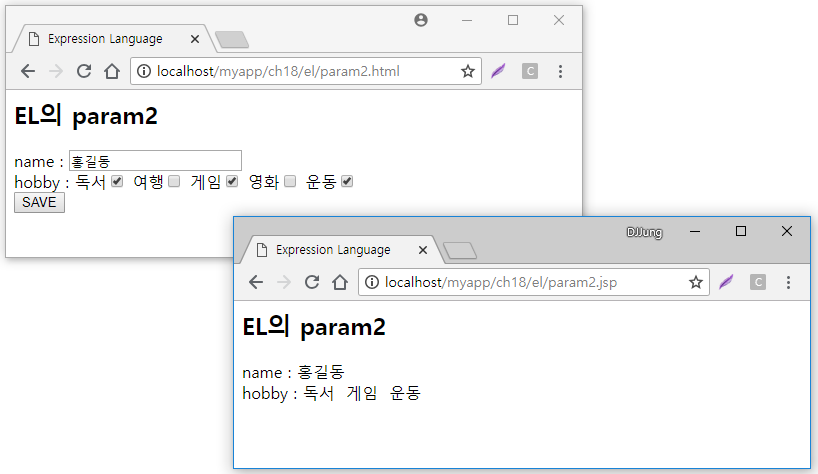 Expression Language
localhost/myapp/ch18/el/param2.html
C
EL의 param2
name : 홍길동
hobby : 독서 여행 게임 영화 운동
SAVE
DJJung
Expression Language
localhost/myapp/ch18/el/param2.jsp
C
EL의 param2
name : 홍길동
hobby : 독서 게임 운동